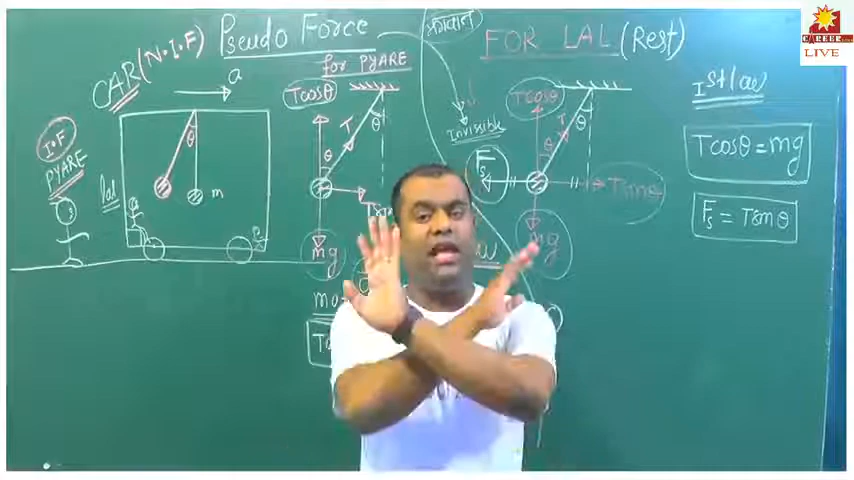 CAREER
LIVE
Pseudo Force
भगवान
FOR LAL (Rest)
CAR (N.I.F)
a
for PYARE
Ist law
I.F
PYARE
lal
θ
m
Tcosθ
T
θ
θ
mg
Invissible
Fs
Tcosθ
T
θ
θ
Tsinθ
mg
Tcosθ = mg
Fs = Tsinθ